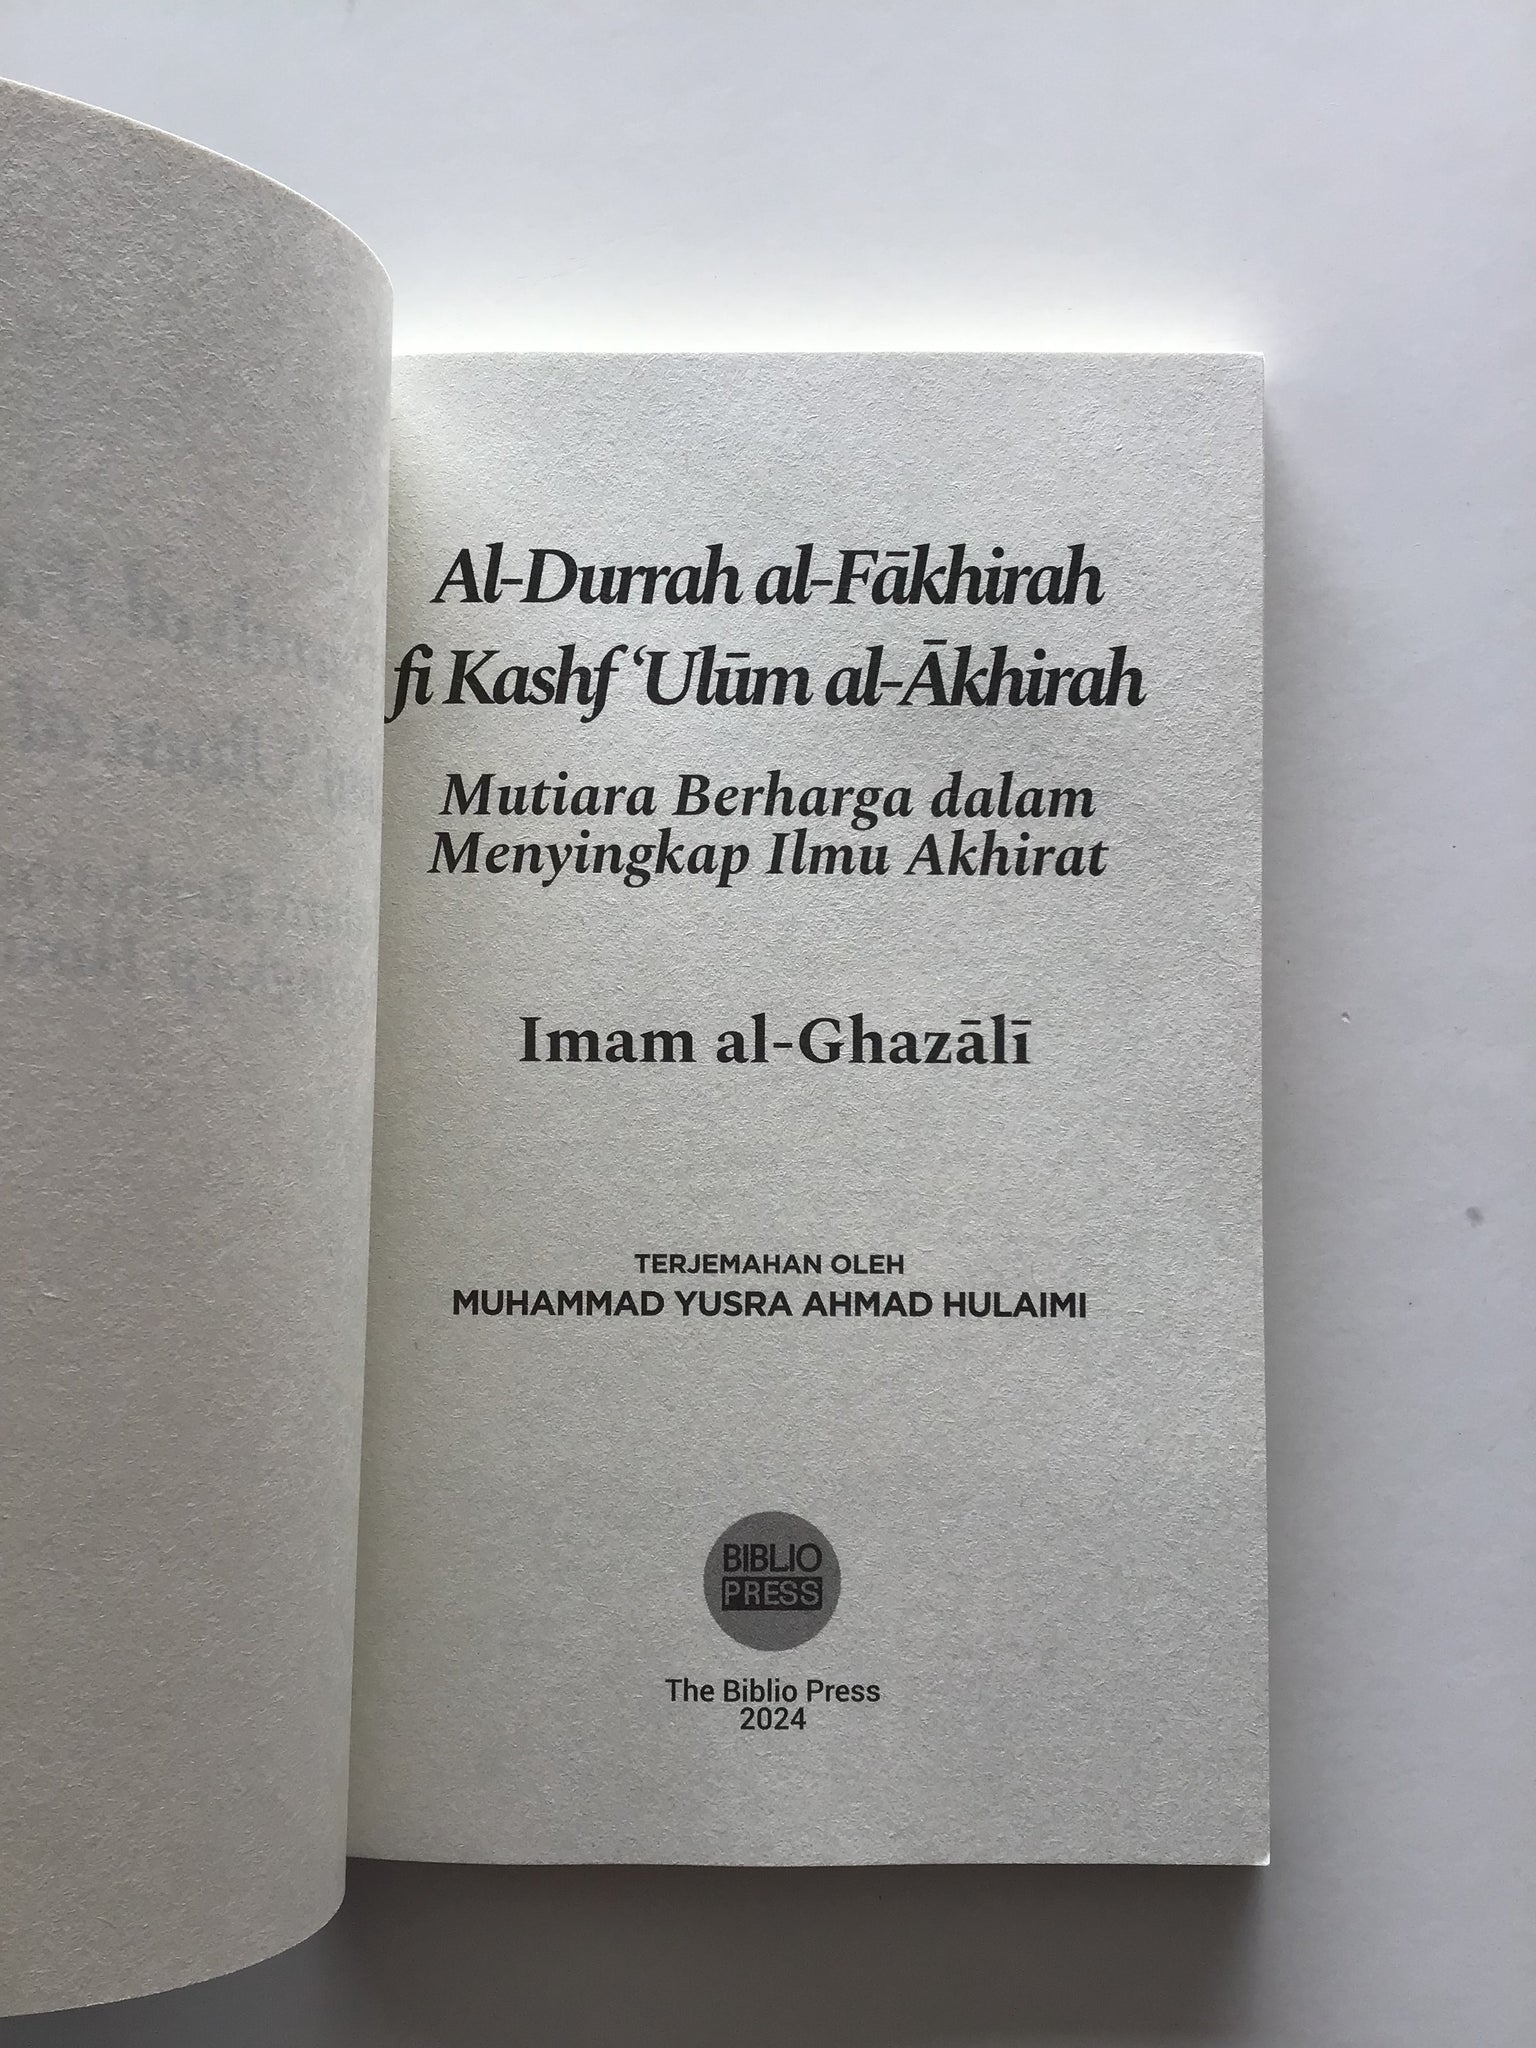 Al-Durrah al-Fākhirah
fi Kashf ‘Ulūm al-Ākhirah
Mutiara Berharga dalam
Menyingkap Ilmu Akhirat
Imam al-Ghazālī
TERJEMAHAN OLEH
MUHAMMAD YUSRA AHMAD HULAIMI
BIBLIO
PRESS
The Biblio Press
2024